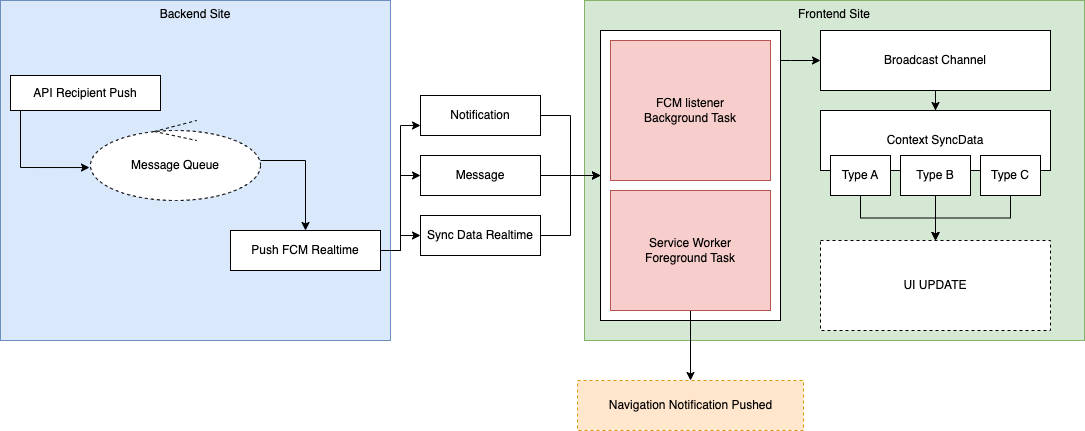 Backend Site
API Recipient Push
Message Queue
Push FCM Realtime
Notification
Message
Sync Data Realtime
Frontend Site
FCM listener
Background Task
Service Worker
Foreground Task
Broadcast Channel
Context SyncData
Type A
Type B
Type C
UI UPDATE
Navigation Notification Pushed